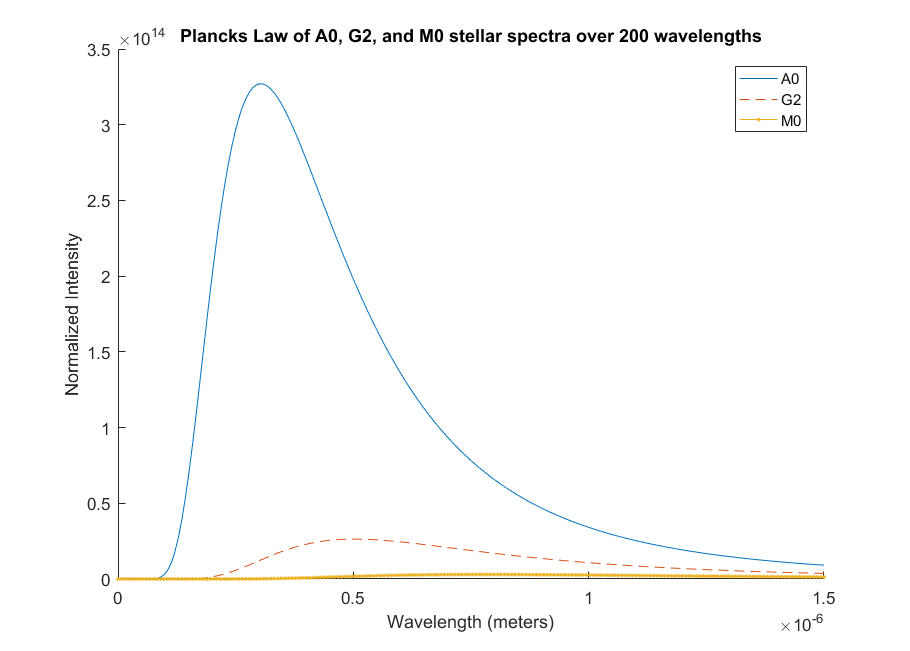 ×10^14 Plancks Law of A0, G2, and M0 stellar spectra over 200 wavelengths
3.5
A0
G2
M0
3
2.5
2
Normalized Intensity
1.5
1
0.5
0
0 0.5 1 1.5
Wavelength (meters) ×10^-6